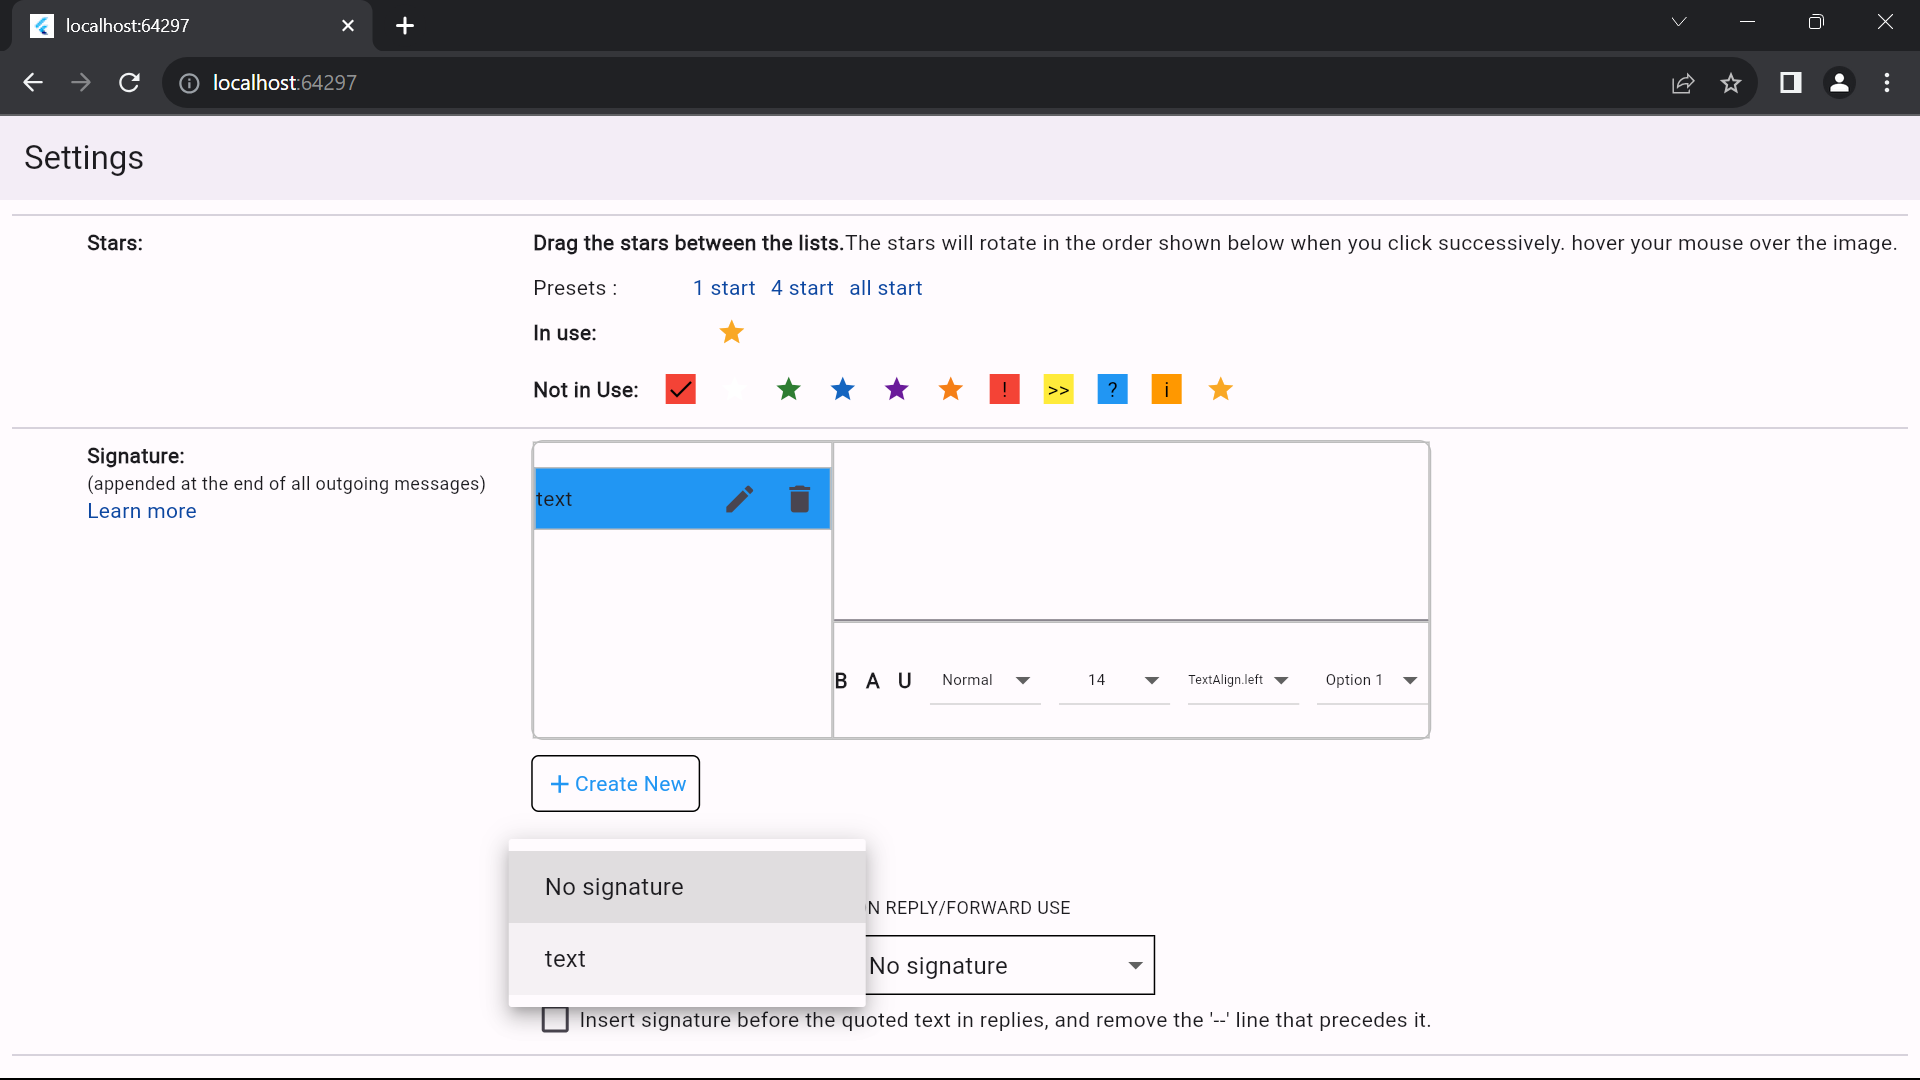 localhost:64297
localhost:64297
Settings
Stars:
Drag the stars between the lists.The stars will rotate in the order shown below when you click successively. hover your mouse over the image.
Presets : 1 start 4 start all start
In use:
Not in Use: ! >> ? i
Signature:
(appended at the end of all outgoing messages)
Learn more
text
B A U Normal 14 TextAlign.left Option 1
+ Create New
No signature
text
ON REPLY/FORWARD USE
No signature
Insert signature before the quoted text in replies, and remove the '--' line that precedes it.